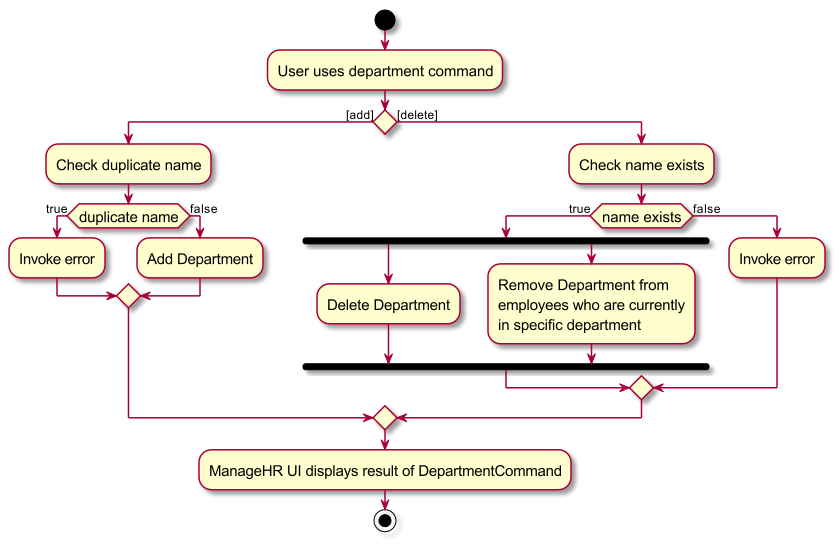 User uses department command
[add]
[delete]
Check duplicate name
Check name exists
true
duplicate name
false
true
name exists
false
Invoke error
Add Department
Invoke error
Delete Department
Remove Department from
employees who are currently
in specific department
ManageHR UI displays result of DepartmentCommand